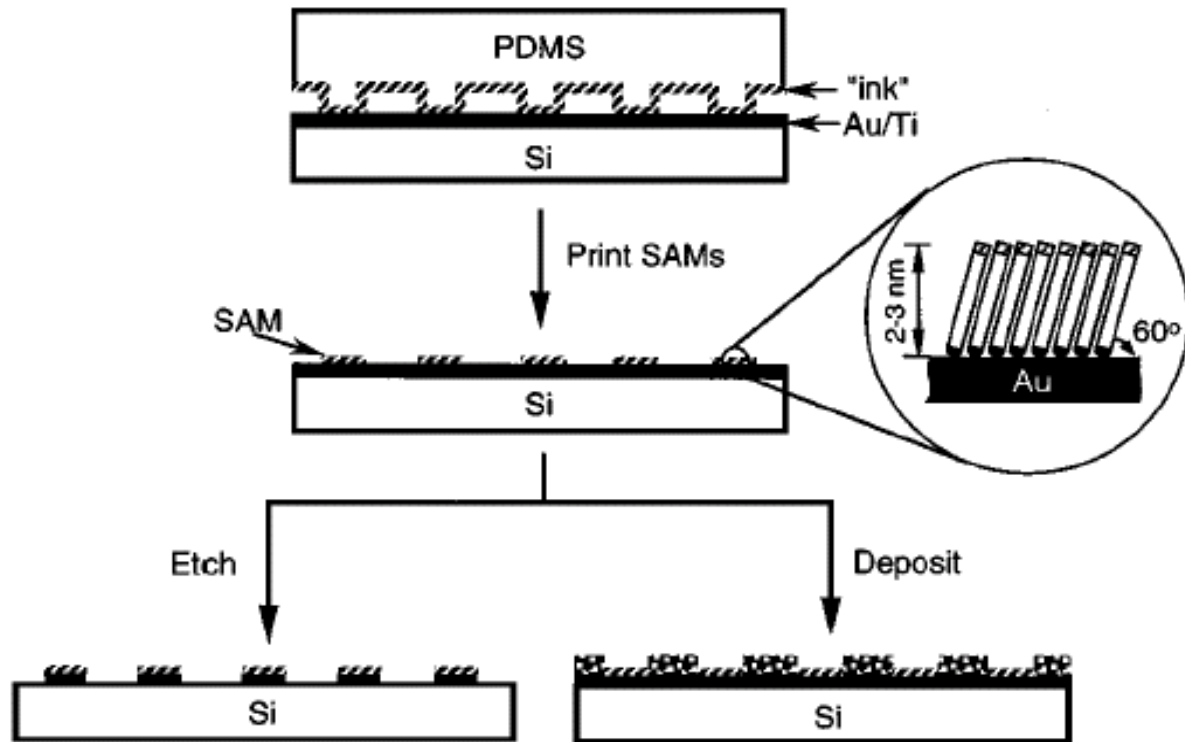 PDMS
"ink"
Au/Ti
Si
Print SAMs
SAM
Si
2-3 nm
60°
Au
Etch
Deposit
Si
Si